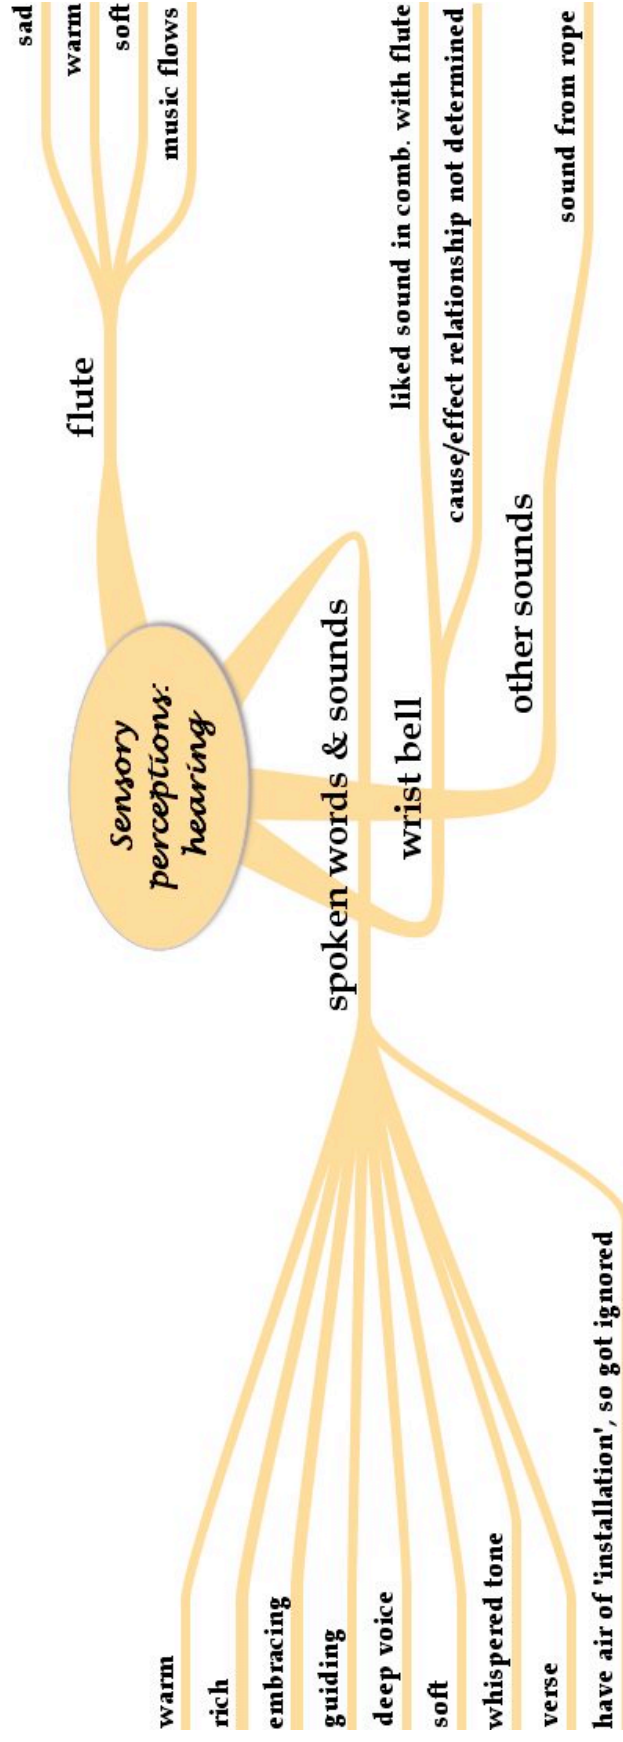 Sensory
perceptions:
hearing
flute
sad
warm
soft
music flows
spoken words & sounds
warm
rich
embracing
guiding
deep voice
soft
whispered tone
verse
have air of 'installation', so got ignored
wrist bell
liked sound in comb. with flute
cause/effect relationship not determined
other sounds
sound from rope